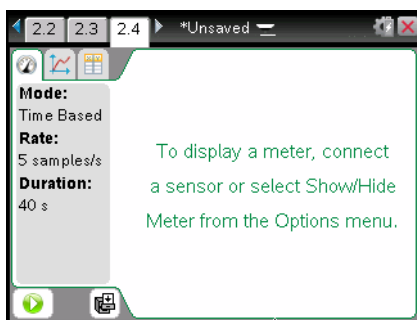 2.2 2.3 2.4 *Unsaved
Mode:
Time Based
Rate:
5 samples/s
Duration:
40 s
To display a meter, connect
a sensor or select Show/Hide
Meter from the Options menu.